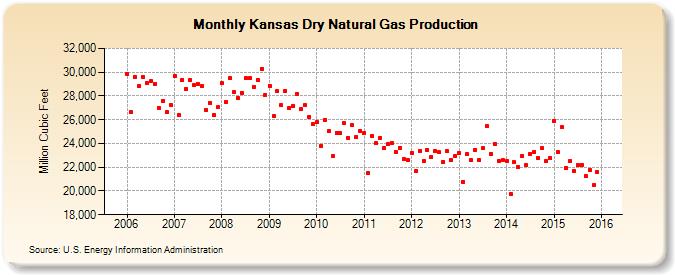 Monthly Kansas Dry Natural Gas Production
Million Cubic Feet
32,000
30,000
28,000
26,000
24,000
22,000
20,000
18,000
2006 2007 2008 2009 2010 2011 2012 2013 2014 2015 2016
Source: U.S. Energy Information Administration